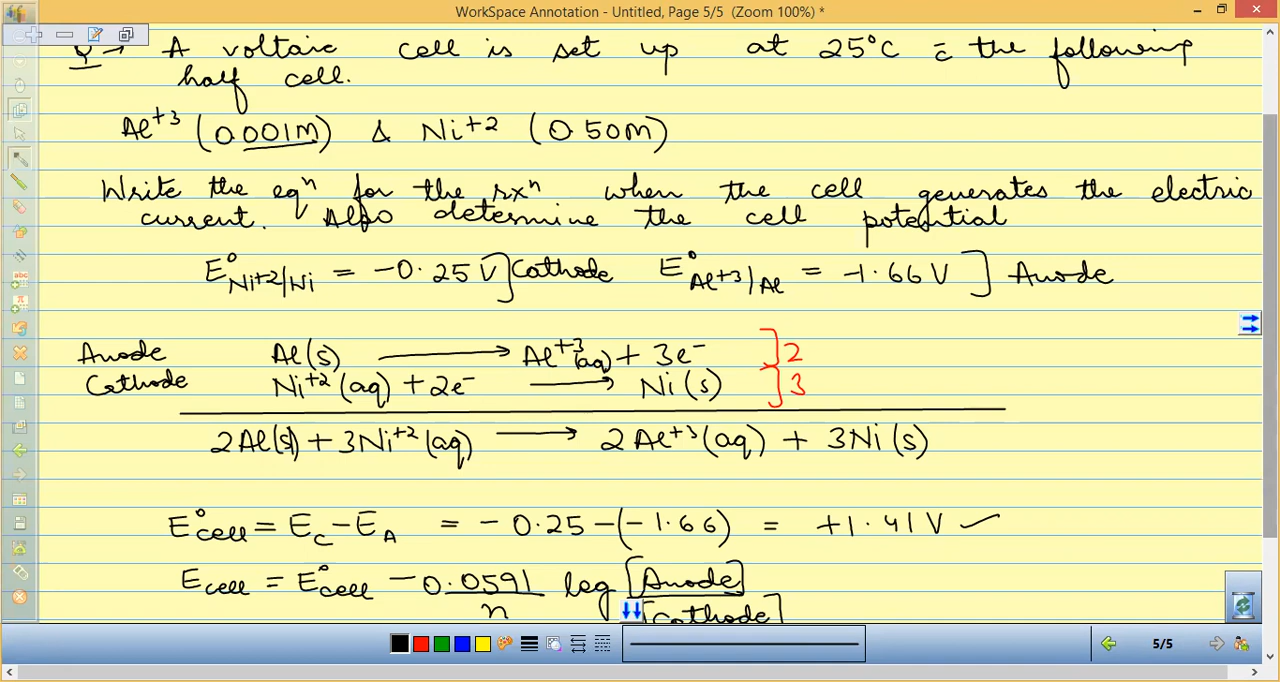 WorkSpace Annotation - Untitled, Page 5/5 (Zoom 100%) *
Q → A voltaic cell is set up at 25°C c̄ the following
half cell.
Al⁺³ (0.001M) & Ni⁺² (0.50M)
Write the eqⁿ for the rxⁿ when the cell generates the electric
current. Also determine the cell potential
E°Ni⁺²/Ni = -0.25 V] Cathode E°Al⁺³/Al = -1.66 V] Anode
Anode Al(s) → Al⁺³(aq) + 3e⁻ } 2
Cathode Ni⁺²(aq) + 2e⁻ → Ni(s) } 3
2Al(s) + 3Ni⁺²(aq) → 2Al⁺³(aq) + 3Ni(s)
E°cell = E_C - E_A = -0.25 - (-1.66) = +1.41 V ✓
Ecell = E°cell - 0.0591/n log [Anode]/[Cathode]
abc
5/5